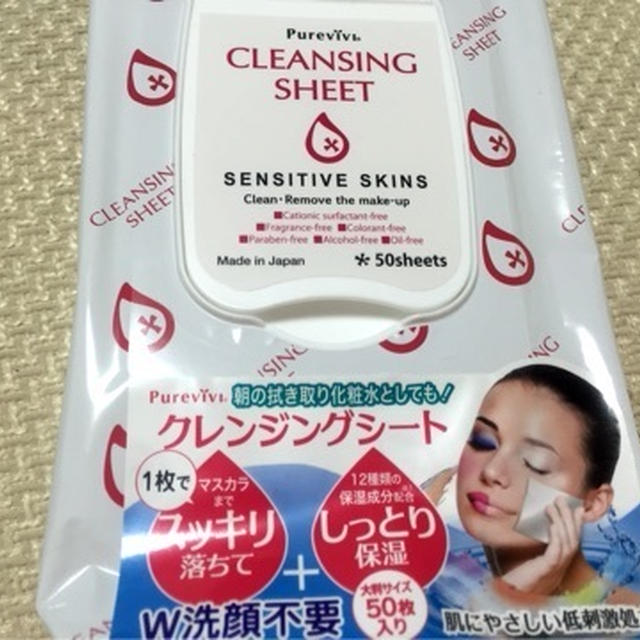 Purevivi
CLEANSING
SHEET
SENSITIVE SKINS
Clean・Remove the make-up
■Cationic surfactant-free
■Fragrance-free ■Colorant-free
■Paraben-free ■Alcohol-free ■Oil-free
Made in Japan
* 50sheets
CLEANSING
SHEET
CLEANSIN
SHEET
Purevivi
朝の拭き取り化粧水としても!
クレンジングシート
1枚で
マスカラ
まで
スッキリ
落ちて
+
12種類の
保湿成分配合
しっとり
保湿
大判サイズ
50枚
入り
W洗顔不要
肌にやさしい低刺激処